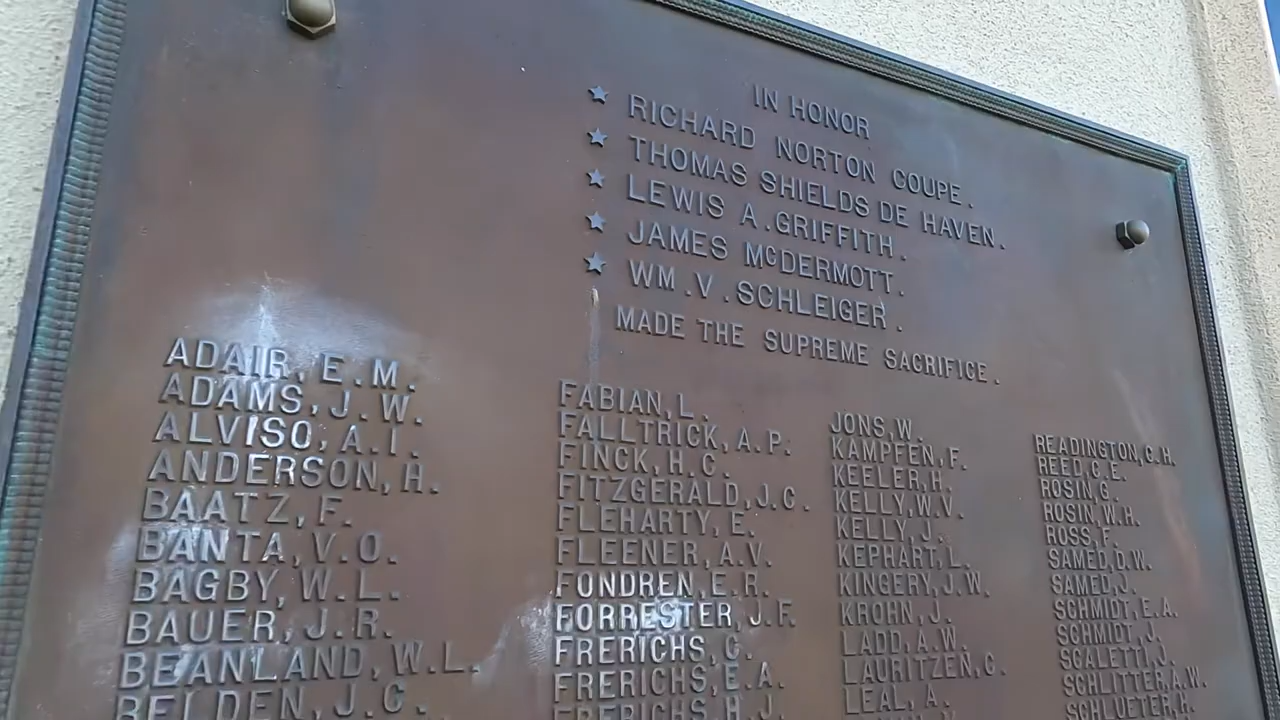 IN HONOR
★ RICHARD NORTON COUPE.
★ THOMAS SHIELDS DE HAVEN.
★ LEWIS A. GRIFFITH.
★ JAMES McDERMOTT.
★ WM. V. SCHLEIGER.
MADE THE SUPREME SACRIFICE.
ADAIR, E.M.
ADAMS, J.W.
ALVISO, A.I.
ANDERSON, H.
BAATZ, F.
BANTA, V.O.
BAGBY, W.L.
BAUER, J.R.
BEANLAND, W.L.
BELDEN, J.C.
FABIAN, L.
FALLTRICK, A.P.
FINCK, H.C.
FITZGERALD, J.C.
FLEHARTY, E.
FLEENER, A.V.
FONDREN, E.R.
FORRESTER, J.F.
FRERICHS, C.
FRERICHS, E.A.
FRERICHS, H.J.
JONS, W.
KAMPFEN, F.
KEELER, H.
KELLY, W.V.
KELLY, J.
KEPHART, L.
KINGERY, J.W.
KROHN, J.
LADD, A.W.
LAURITZEN, C.
LEAL, A.
READINGTON, C.H.
REED, C.E.
ROSIN, G.
ROSIN, W.H.
ROSS, F.
SAMED, D.W.
SAMED, J.
SCHMIDT, E.A.
SCHMIDT, J.
SCALETTI, J.
SCHLITTER, A.W.
SCHLUETER, H.